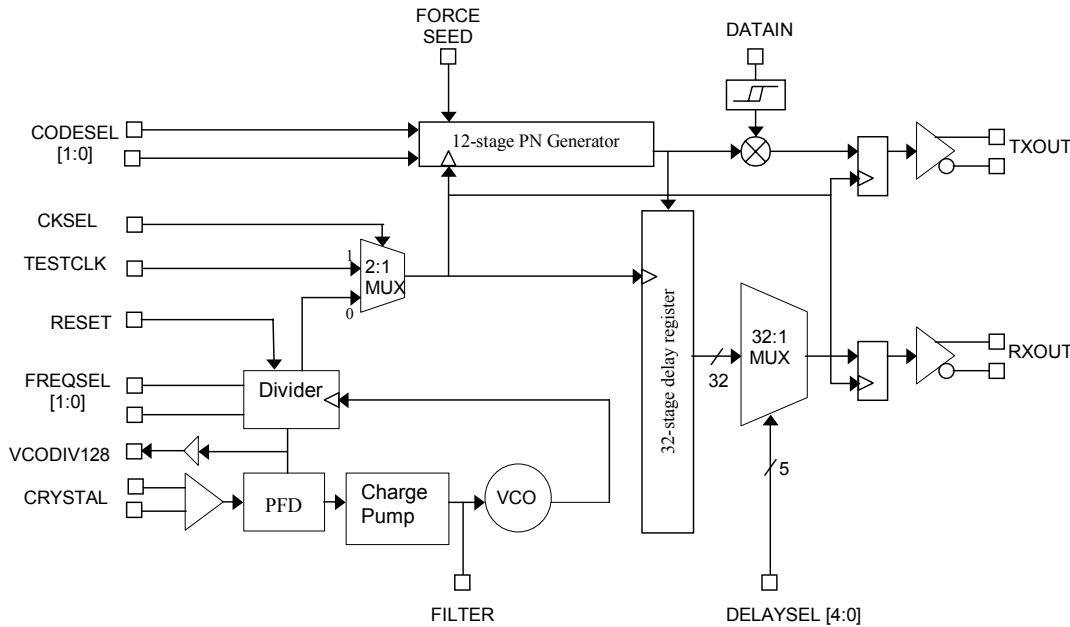 FORCE
SEED
DATAIN
CODESEL
[1:0]
12-stage PN Generator
TXOUT
CKSEL
TESTCLK
1
2:1
MUX
0
RESET
FREQSEL
[1:0]
Divider
VCODIV128
CRYSTAL
PFD
Charge
Pump
VCO
FILTER
32-stage delay register
32
32:1
MUX
5
DELAYSEL [4:0]
RXOUT